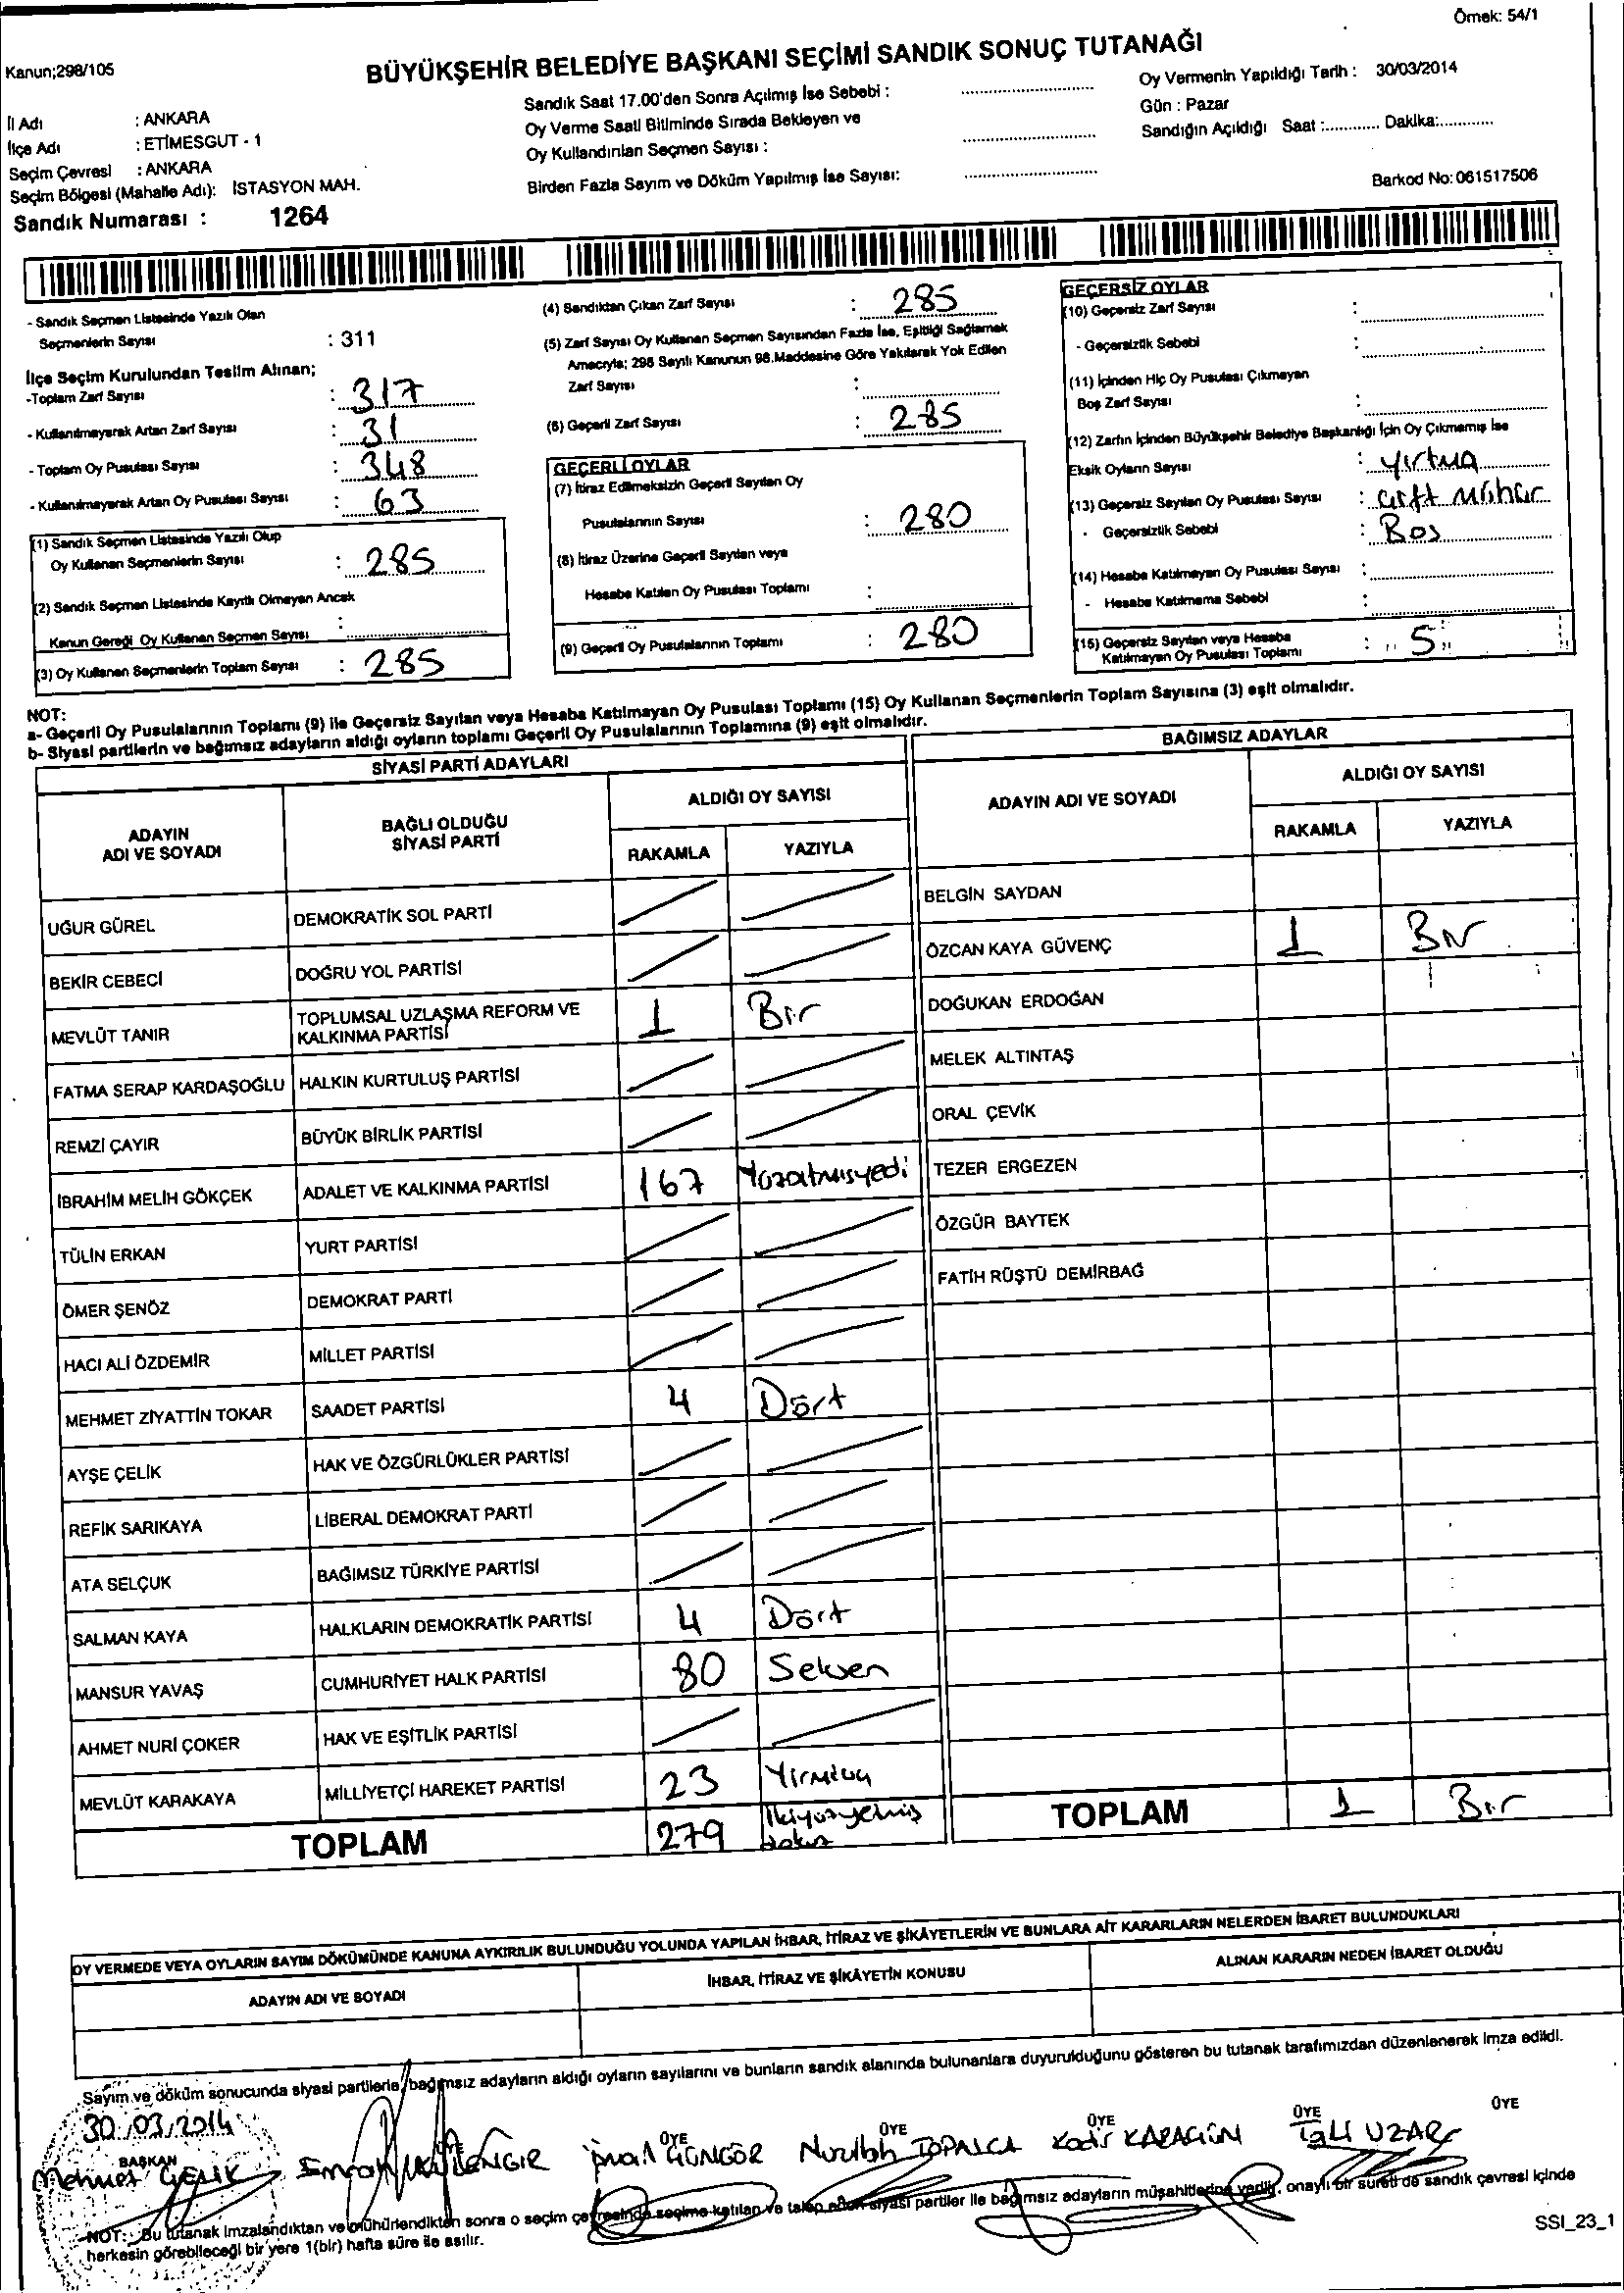 Örnek: 54/1
Kanun;298/105
BÜYÜKŞEHİR BELEDİYE BAŞKANI SEÇİMİ SANDIK SONUÇ TUTANAĞI
İl Adı : ANKARA
İlçe Adı : ETİMESGUT - 1
Seçim Çevresi : ANKARA
Seçim Bölgesi (Mahalle Adı): İSTASYON MAH.
Sandık Numarası : 1264
Sandık Saat 17.00'den Sonra Açılmış İse Sebebi :
Oy Verme Saati Bitiminde Sırada Bekleyen ve
Oy Kullandırılan Seçmen Sayısı :
Birden Fazla Sayım ve Döküm Yapılmış İse Sayısı:
Oy Vermenin Yapıldığı Tarih : 30/03/2014
Gün : Pazar
Sandığın Açıldığı Saat :............ Dakika:............
Barkod No: 061517506
- Sandık Seçmen Listesinde Yazılı Olan
Seçmenlerin Sayısı : 311
İlçe Seçim Kurulundan Teslim Alınan;
-Toplam Zarf Sayısı : 317
- Kullanılmayarak Artan Zarf Sayısı : 31
- Toplam Oy Pusulası Sayısı : 348
- Kullanılmayarak Artan Oy Pusulası Sayısı : 63
(1) Sandık Seçmen Listesinde Yazılı Olup
Oy Kullanan Seçmenlerin Sayısı : 285
(2) Sandık Seçmen Listesinde Kayıtlı Olmayan Ancak
Kanun Gereği Oy Kullanan Seçmen Sayısı :
(3) Oy Kullanan Seçmenlerin Toplam Sayısı : 285
(4) Sandıktan Çıkan Zarf Sayısı : 285
(5) Zarf Sayısı Oy Kullanan Seçmen Sayısından Fazla İse, Eşitliği Sağlamak
Amacıyla; 298 Sayılı Kanunun 98.Maddesine Göre Yakılarak Yok Edilen
Zarf Sayısı :
(6) Geçerli Zarf Sayısı : 285
GEÇERLİ OYLAR
(7) İtiraz Edilmeksizin Geçerli Sayılan Oy
Pusulalarının Sayısı : 280
(8) İtiraz Üzerine Geçerli Sayılan veya
Hesaba Katılan Oy Pusulası Toplamı :
(9) Geçerli Oy Pusulalarının Toplamı : 280
GEÇERSİZ OYLAR
(10) Geçersiz Zarf Sayısı :
- Geçersizlik Sebebi :
(11) İçinden Hiç Oy Pusulası Çıkmayan
Boş Zarf Sayısı :
(12) Zarfın İçinden Büyükşehir Belediye Başkanlığı İçin Oy Çıkmamış İse
Eksik Oyların Sayısı :
(13) Geçersiz Sayılan Oy Pusulası Sayısı : çift mühür
- Geçersizlik Sebebi : Boş
(14) Hesaba Katılmayan Oy Pusulası Sayısı :
- Hesaba Katılmama Sebebi :
(15) Geçersiz Sayılan veya Hesaba
Katılmayan Oy Pusulası Toplamı : 5
NOT:
a- Geçerli Oy Pusulalarının Toplamı (9) ile Geçersiz Sayılan veya Hesaba Katılmayan Oy Pusulası Toplamı (15) Oy Kullanan Seçmenlerin Toplam Sayısına (3) eşit olmalıdır.
b- Siyasi partilerin ve bağımsız adayların aldığı oyların toplamı Geçerli Oy Pusulalarının Toplamına (9) eşit olmalıdır.
SİYASİ PARTİ ADAYLARI
ADAYIN ADI VE SOYADI BAĞLI OLDUĞU SİYASİ PARTİ ALDIĞI OY SAYISI
RAKAMLA YAZIYLA
UĞUR GÜREL DEMOKRATİK SOL PARTİ
BEKİR CEBECİ DOĞRU YOL PARTİSİ
MEVLÜT TANIR TOPLUMSAL UZLAŞMA REFORM VE KALKINMA PARTİSİ 1 Bir
FATMA SERAP KARDAŞOĞLU HALKIN KURTULUŞ PARTİSİ
REMZİ ÇAYIR BÜYÜK BİRLİK PARTİSİ
İBRAHİM MELİH GÖKÇEK ADALET VE KALKINMA PARTİSİ 167 Yüzaltmışyedi
TÜLİN ERKAN YURT PARTİSİ
ÖMER ŞENÖZ DEMOKRAT PARTİ
HACI ALİ ÖZDEMİR MİLLET PARTİSİ
MEHMET ZİYATTİN TOKAR SAADET PARTİSİ 4 Dört
AYŞE ÇELİK HAK VE ÖZGÜRLÜKLER PARTİSİ
REFİK SARIKAYA LİBERAL DEMOKRAT PARTİ
ATA SELÇUK BAĞIMSIZ TÜRKİYE PARTİSİ
SALMAN KAYA HALKLARIN DEMOKRATİK PARTİSİ 4 Dört
MANSUR YAVAŞ CUMHURİYET HALK PARTİSİ 80 Seksen
AHMET NURİ ÇOKER HAK VE EŞİTLİK PARTİSİ
MEVLÜT KARAKAYA MİLLİYETÇİ HAREKET PARTİSİ 23 Yirmiüç
TOPLAM 279 İkiyüzyetmiş dokuz
BAĞIMSIZ ADAYLAR
ADAYIN ADI VE SOYADI ALDIĞI OY SAYISI
RAKAMLA YAZIYLA
BELGİN SAYDAN
ÖZCAN KAYA GÜVENÇ 1 Bir
DOĞUKAN ERDOĞAN
MELEK ALTINTAŞ
ORAL ÇEVİK
TEZER ERGEZEN
ÖZGÜR BAYTEK
FATİH RÜŞTÜ DEMİRBAĞ
TOPLAM 1 Bir
OY VERMEDE VEYA OYLARIN SAYIM DÖKÜMÜNDE KANUNA AYKIRILIK BULUNDUĞU YOLUNDA YAPILAN İHBAR, İTİRAZ VE ŞİKÂYETLERİN VE BUNLARA AİT KARARLARIN NELERDEN İBARET BULUNDUKLARI
ADAYIN ADI VE SOYADI İHBAR, İTİRAZ VE ŞİKÂYETİN KONUSU ALINAN KARARIN NEDEN İBARET OLDUĞU
Sayım ve döküm sonucunda siyasi partilerle, bağımsız adayların aldığı oyların sayılarını ve bunların sandık alanında bulunanlara duyurulduğunu gösteren bu tutanak tarafımızdan düzenlenerek imza edildi.
30.03.2014
BAŞKAN ÜYE ÜYE ÜYE ÜYE ÜYE ÜYE
Mehmet ÇELİK GÜNGÖR Nurullah TOPALCA Kadir KARAGÜN UZAR
NOT: Bu tutanak imzalandıktan ve mühürlendikten sonra o seçim çevresinde seçime katılan ve talep eden siyasi partiler ile bağımsız adayların müşahitlerine verilir, onaylı bir sureti de sandık çevresi içinde
herkesin görebileceği bir yere 1(bir) hafta süre ile asılır.
SSI_23_1